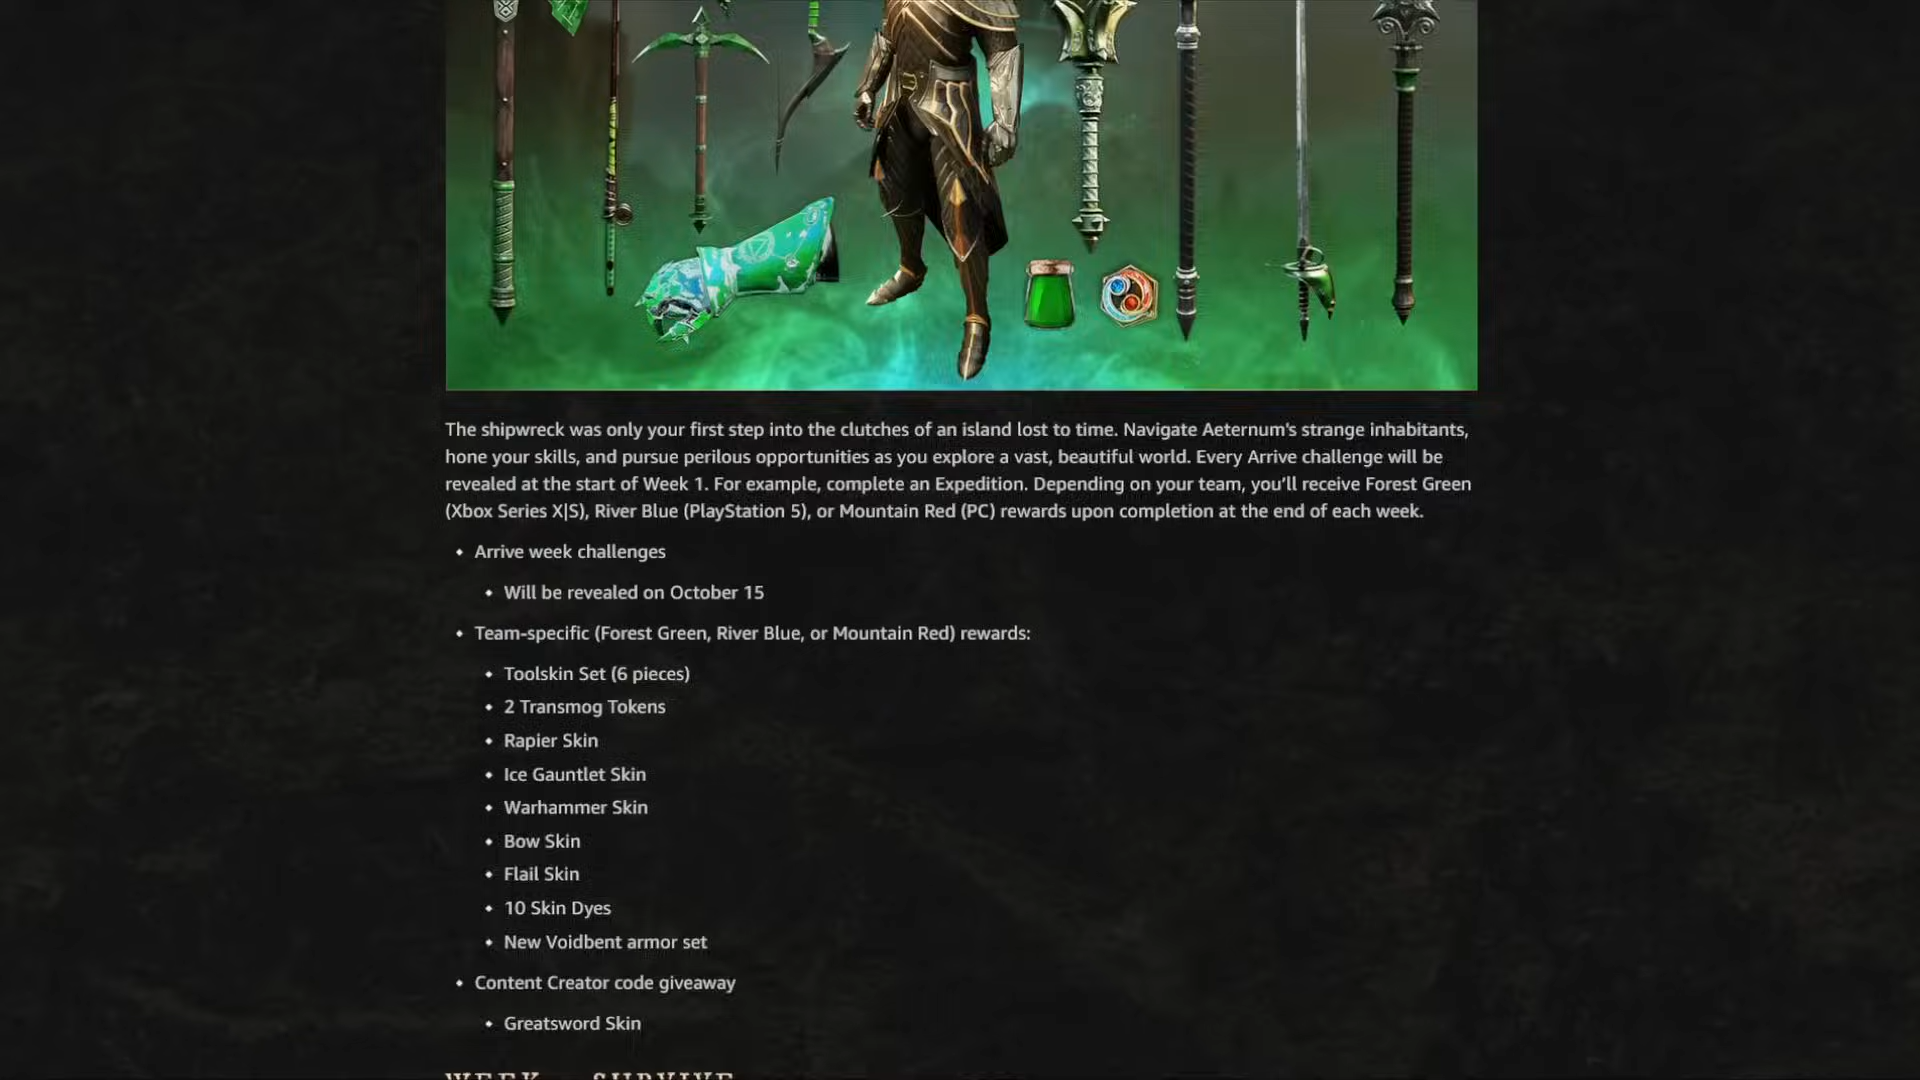 The shipwreck was only your first step into the clutches of an island lost to time. Navigate Aeternum's strange inhabitants,
hone your skills, and pursue perilous opportunities as you explore a vast, beautiful world. Every Arrive challenge will be
revealed at the start of Week 1. For example, complete an Expedition. Depending on your team, you'll receive Forest Green
(Xbox Series X|S), River Blue (PlayStation 5), or Mountain Red (PC) rewards upon completion at the end of each week.
Arrive week challenges
Will be revealed on October 15
Team-specific (Forest Green, River Blue, or Mountain Red) rewards:
Toolskin Set (6 pieces)
2 Transmog Tokens
Rapier Skin
Ice Gauntlet Skin
Warhammer Skin
Bow Skin
Flail Skin
10 Skin Dyes
New Voidbent armor set
Content Creator code giveaway
Greatsword Skin
WEEK SURVIVE